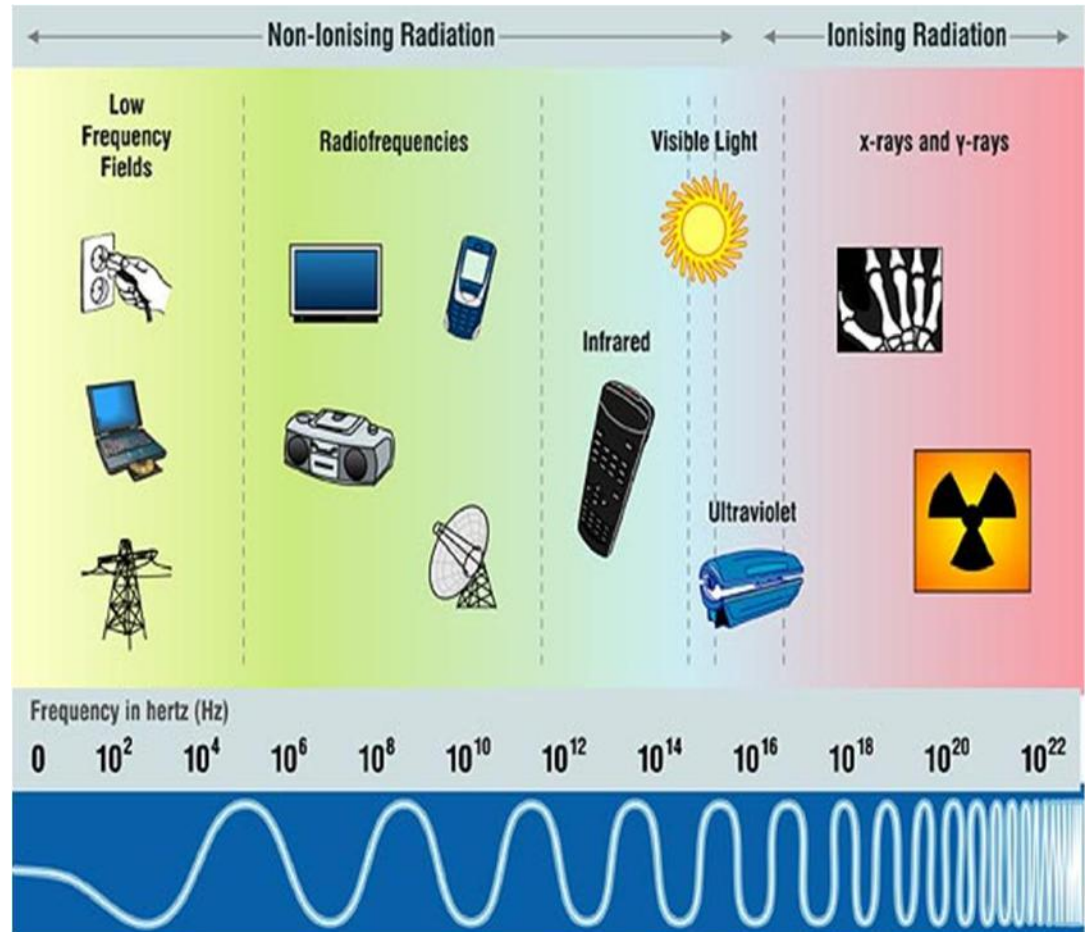 Non-Ionising Radiation
Ionising Radiation
Low
Frequency
Fields
Radiofrequencies
Visible Light
x-rays and γ-rays
Infrared
Ultraviolet
Frequency in hertz (Hz)
0 10² 10⁴ 10⁶ 10⁸ 10¹⁰ 10¹² 10¹⁴ 10¹⁶ 10¹⁸ 10²⁰ 10²²